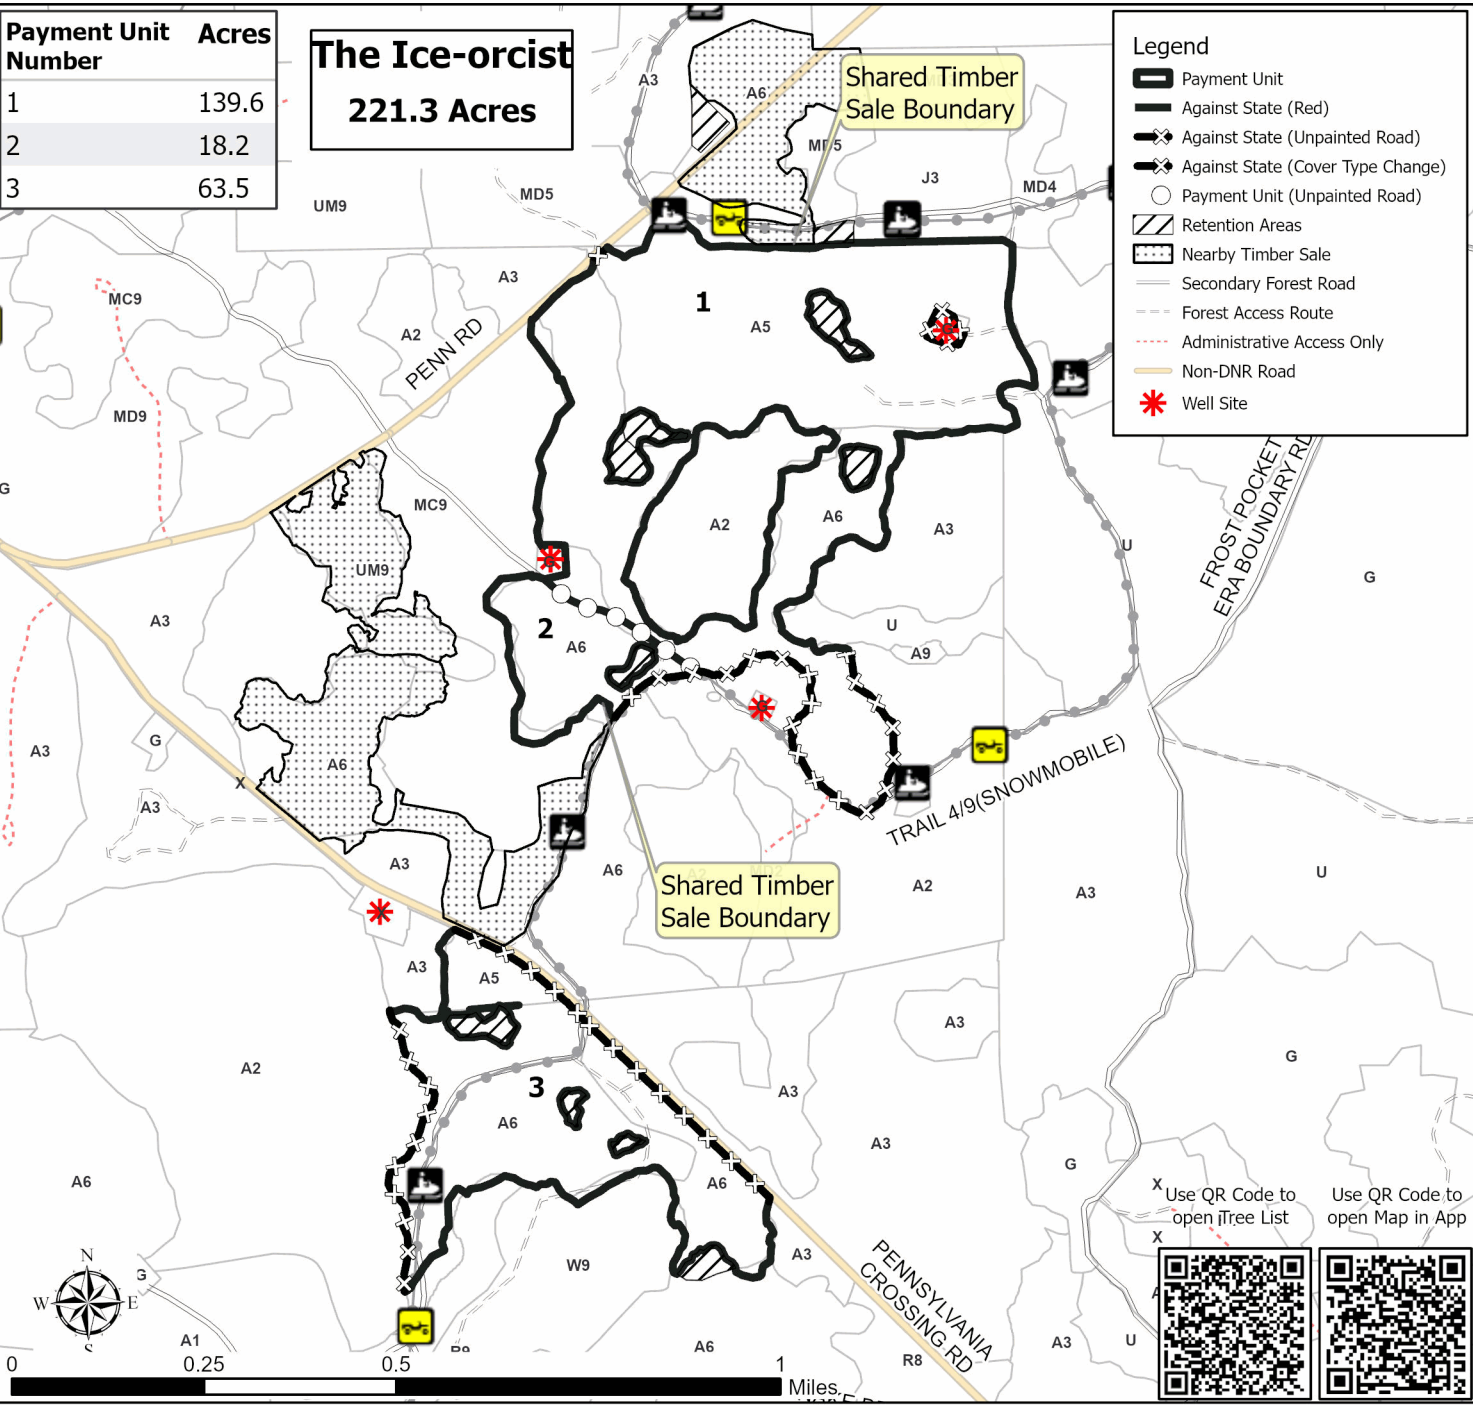 Payment Unit Number Acres
1 139.6
2 18.2
3 63.5
The Ice-orcist
221.3 Acres
Legend
Payment Unit
Against State (Red)
Against State (Unpainted Road)
Against State (Cover Type Change)
Payment Unit (Unpainted Road)
Retention Areas
Nearby Timber Sale
Secondary Forest Road
Forest Access Route
Administrative Access Only
Non-DNR Road
Well Site
Shared Timber
Sale Boundary
A3
A6
MD5
J3
MD4
UM9
MD5
A3
MC9
A2
PENN RD
1
A5
MD9
G
MC9
A2
A6
A3
UM9
U
FROST POCKET
ERA BOUNDARY RD
G
A3
2
A6
U
A9
A3
G
A6
X
A3
TRAIL 4/9(SNOWMOBILE)
A3
A6
Shared Timber
Sale Boundary
A2
A3
U
A3
A5
A3
A2
3
A6
A3
A3
G
G
A6
A6
X
Use QR Code to
open Tree List
Use QR Code to
open Map in App
X
W9
A3
PENNSYLVANIA
CROSSING RD
G
N
W E
S
A1
A6
R8
A3
U
0 0.25 0.5 1
Miles